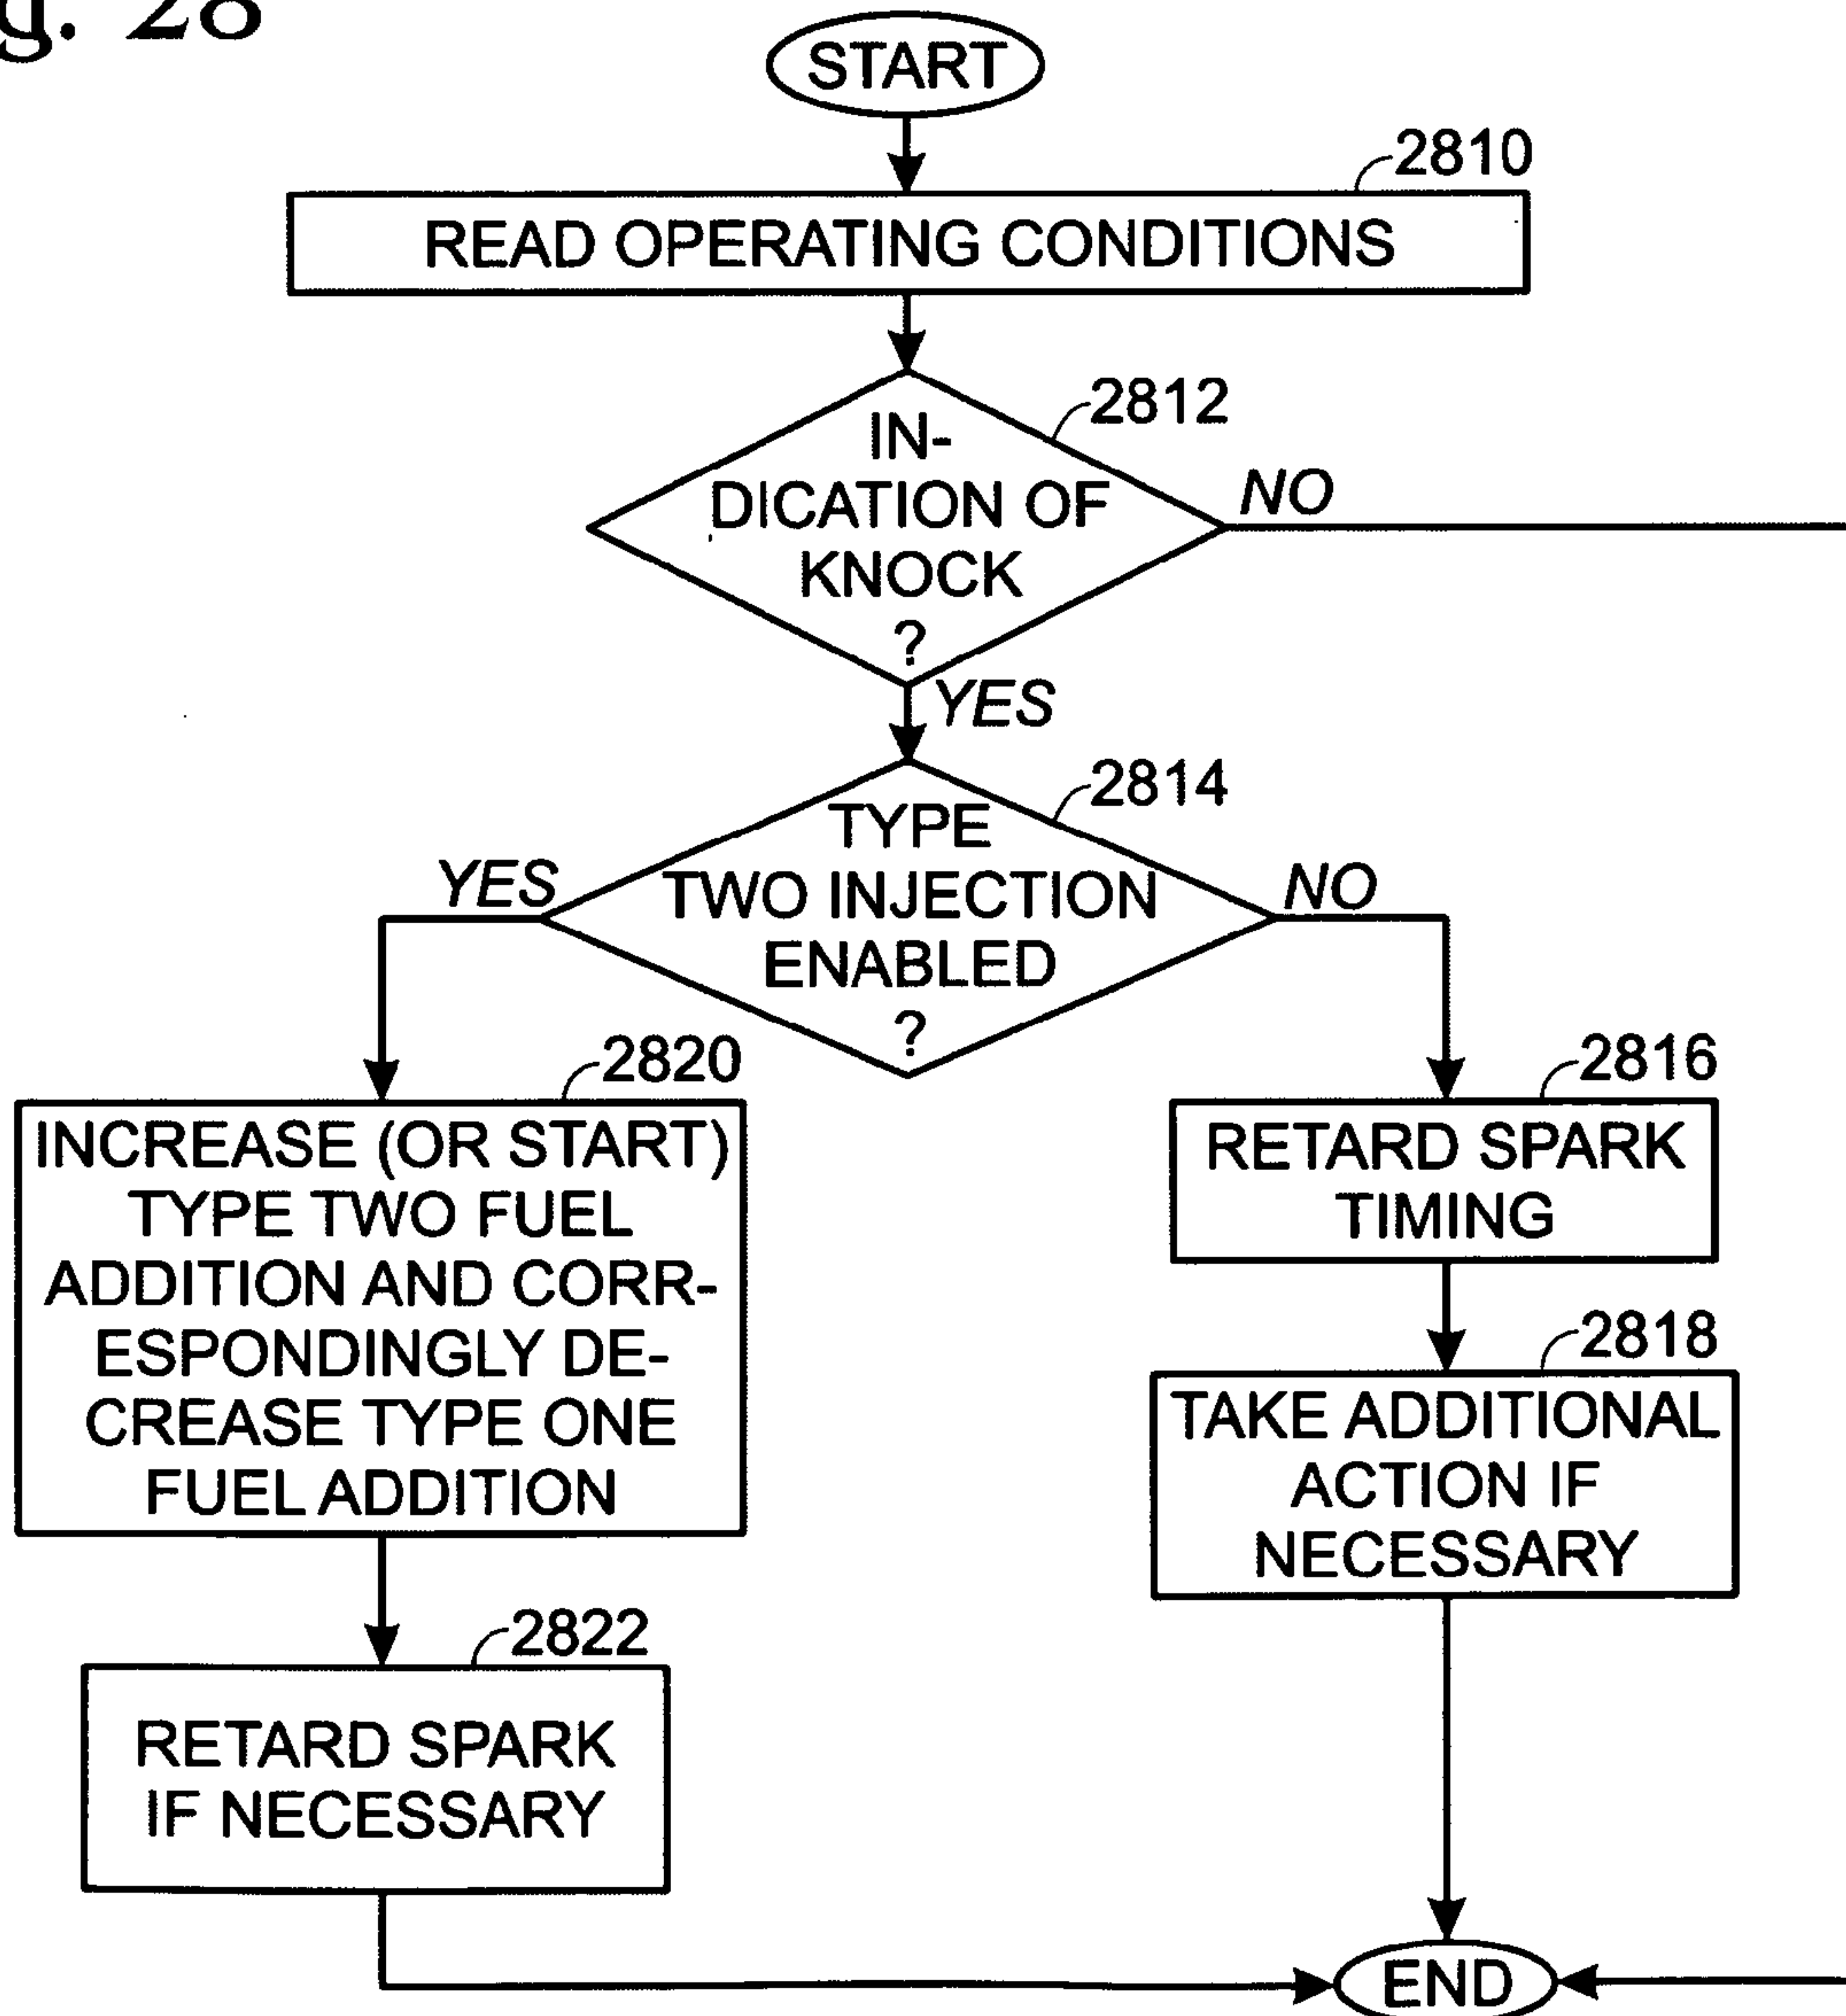 g. 28
START
2810
READ OPERATING CONDITIONS
2812
IN-
DICATION OF
KNOCK
?
NO
YES
2814
TYPE
TWO INJECTION
ENABLED
?
YES
NO
2820
INCREASE (OR START)
TYPE TWO FUEL
ADDITION AND CORR-
ESPONDINGLY DE-
CREASE TYPE ONE
FUEL ADDITION
2816
RETARD SPARK
TIMING
2818
TAKE ADDITIONAL
ACTION IF
NECESSARY
2822
RETARD SPARK
IF NECESSARY
END